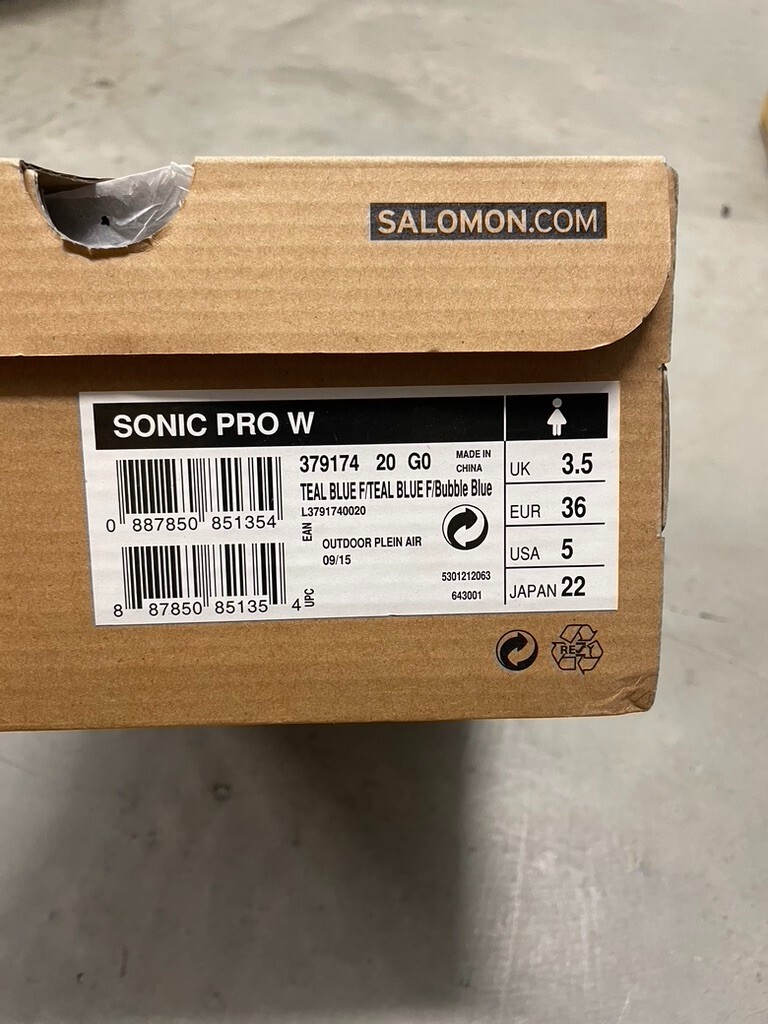 SALOMON.COM
SONIC PRO W
379174 20 G0
MADE IN
CHINA
TEAL BLUE F/TEAL BLUE F/Bubble Blue
L3791740020
0 887850 851354
EAN
OUTDOOR PLEIN AIR
09/15
5301212063
643001
8 87850 85135 4
UPC
UK 3.5
EUR 36
USA 5
JAPAN 22
REZY